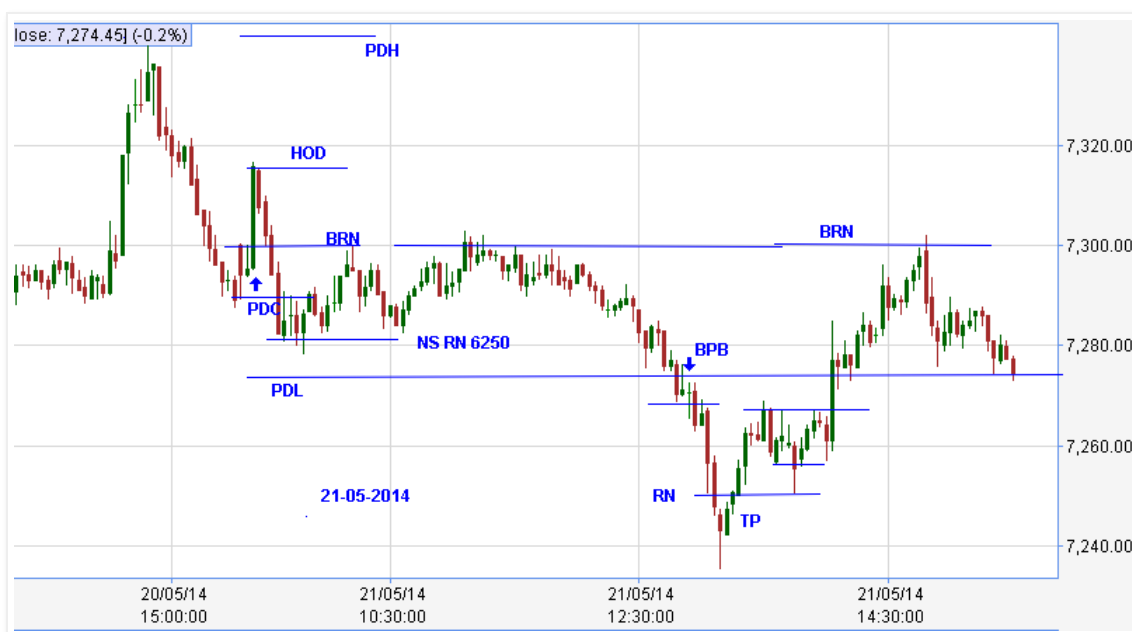 lose: 7,274.45] (-0.2%)
PDH
7,320.00
HOD
BRN
BRN
7,300.00
PDC
NS RN 6250
BPB
7,280.00
PDL
7,260.00
21-05-2014
RN
TP
7,240.00
20/05/14
15:00:00
21/05/14
10:30:00
21/05/14
12:30:00
21/05/14
14:30:00